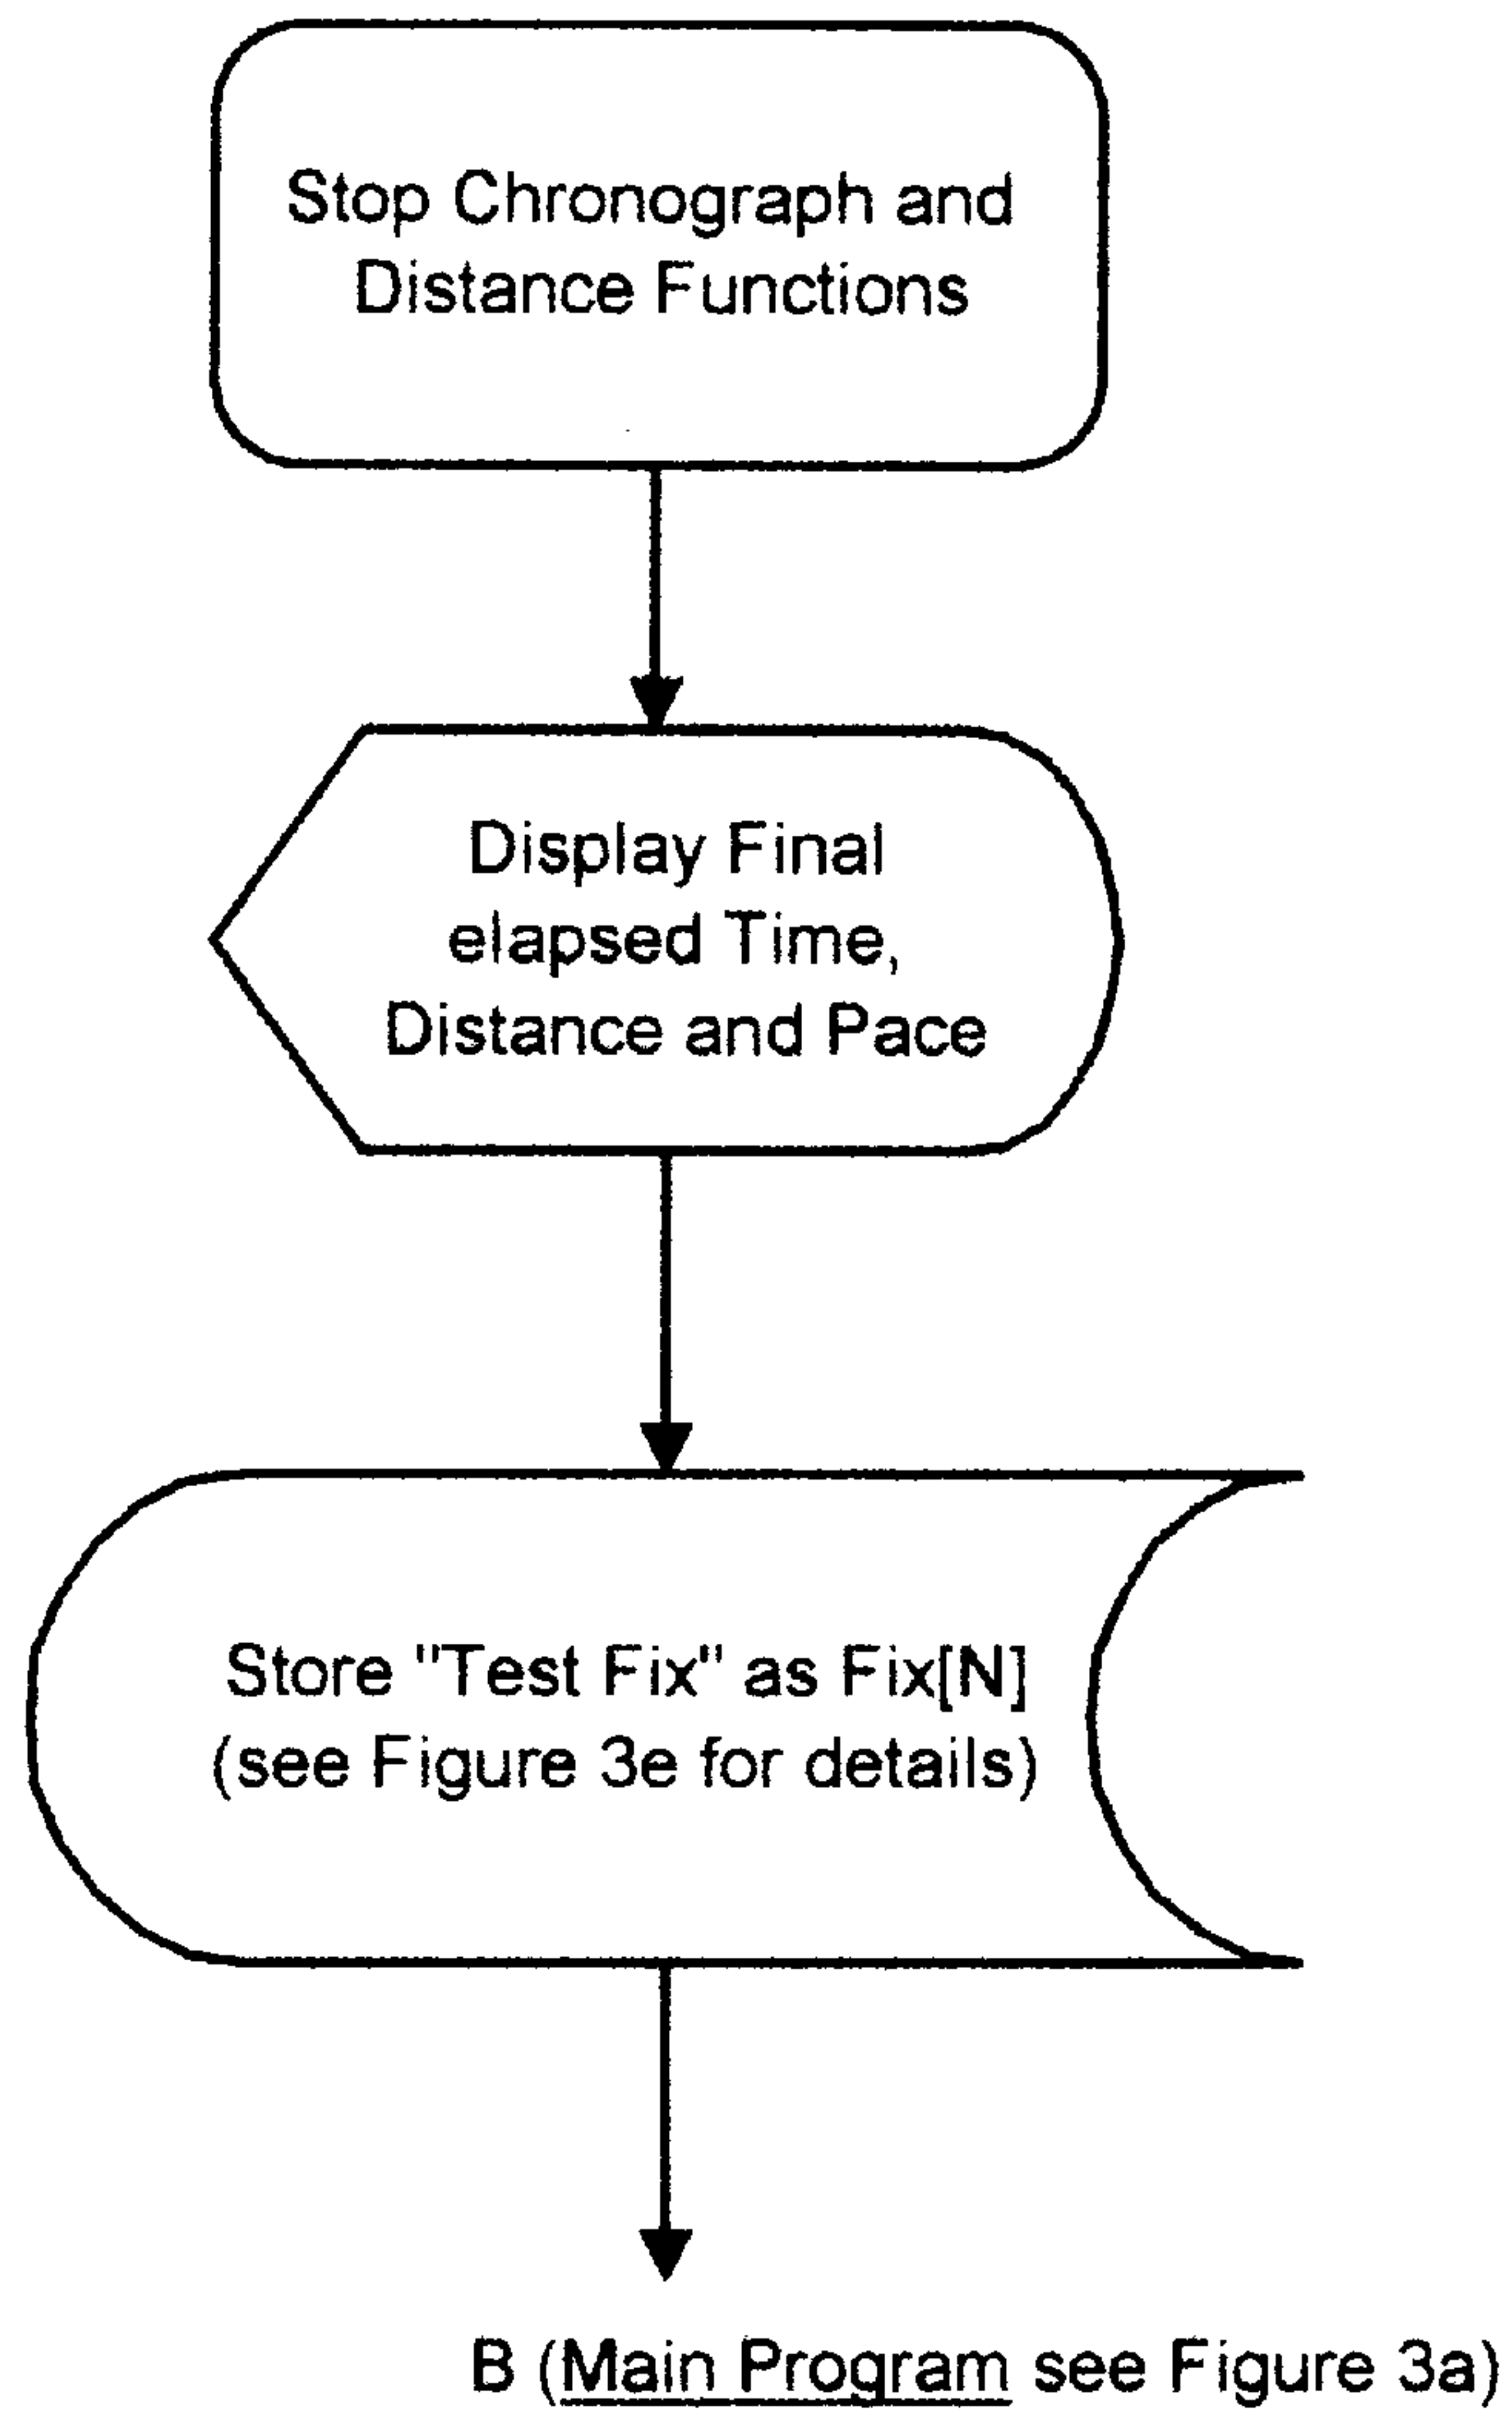 Stop Chronograph and
Distance Functions
Display Final
elapsed Time,
Distance and Pace
Store "Test Fix" as Fix[N]
(see Figure 3e for details)
B (Main Program see Figure 3a)